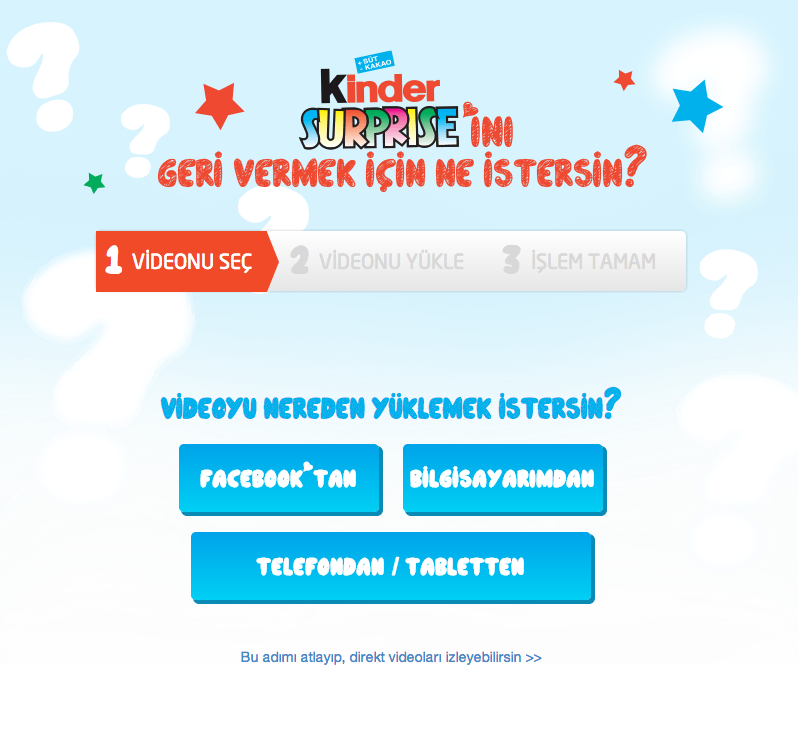 + SÜT
- KAKAO
Kinder
SURPRISE'İNİ
GERİ VERMEK İÇİN NE İSTERSİN?
1 VİDEONU SEÇ 2 VİDEONU YÜKLE 3 İŞLEM TAMAM
VİDEOYU NEREDEN YÜKLEMEK İSTERSİN?
FACEBOOK'TAN BİLGİSAYARIMDAN
TELEFONDAN / TABLETTEN
Bu adımı atlayıp, direkt videoları izleyebilirsin >>